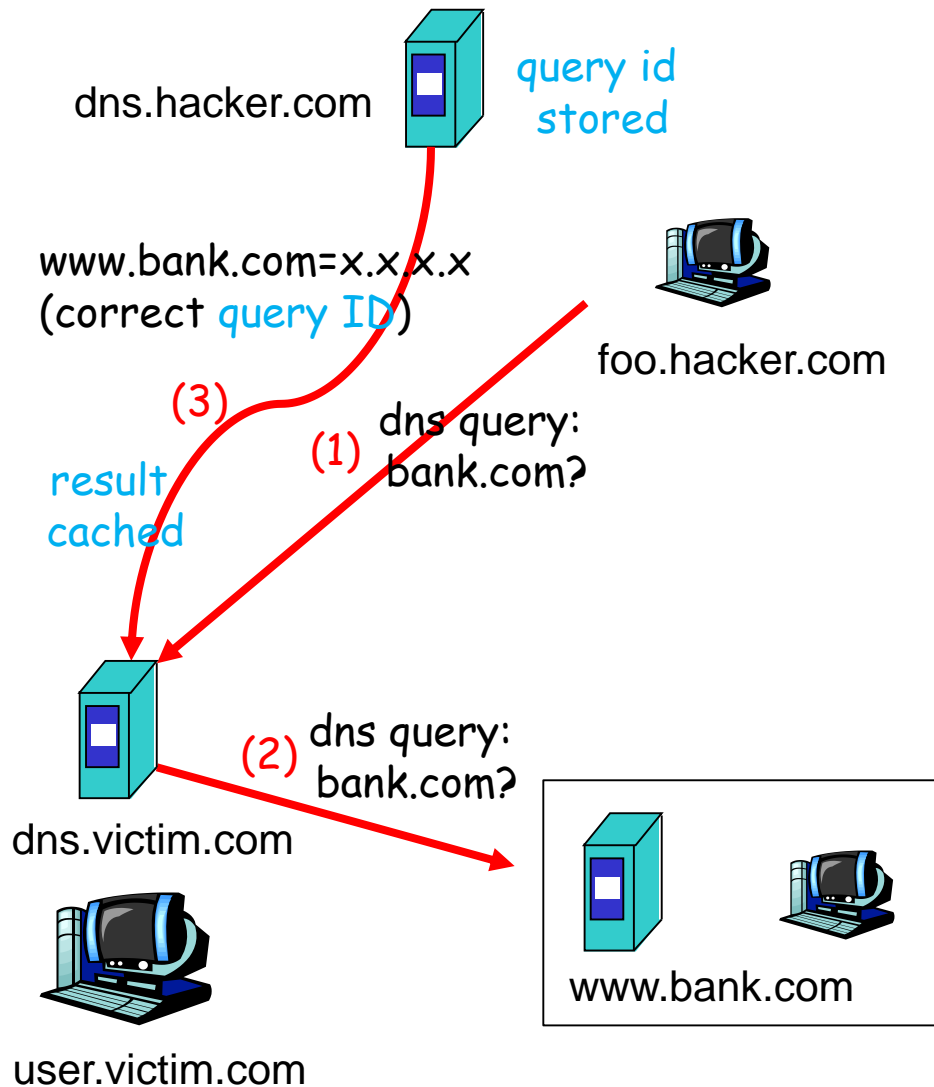 dns.hacker.com
query id
stored
www.bank.com=x.x.x.x
(correct query ID)
foo.hacker.com
(3)
(1)
dns query:
bank.com?
result
cached
(2)
dns query:
bank.com?
dns.victim.com
www.bank.com
user.victim.com